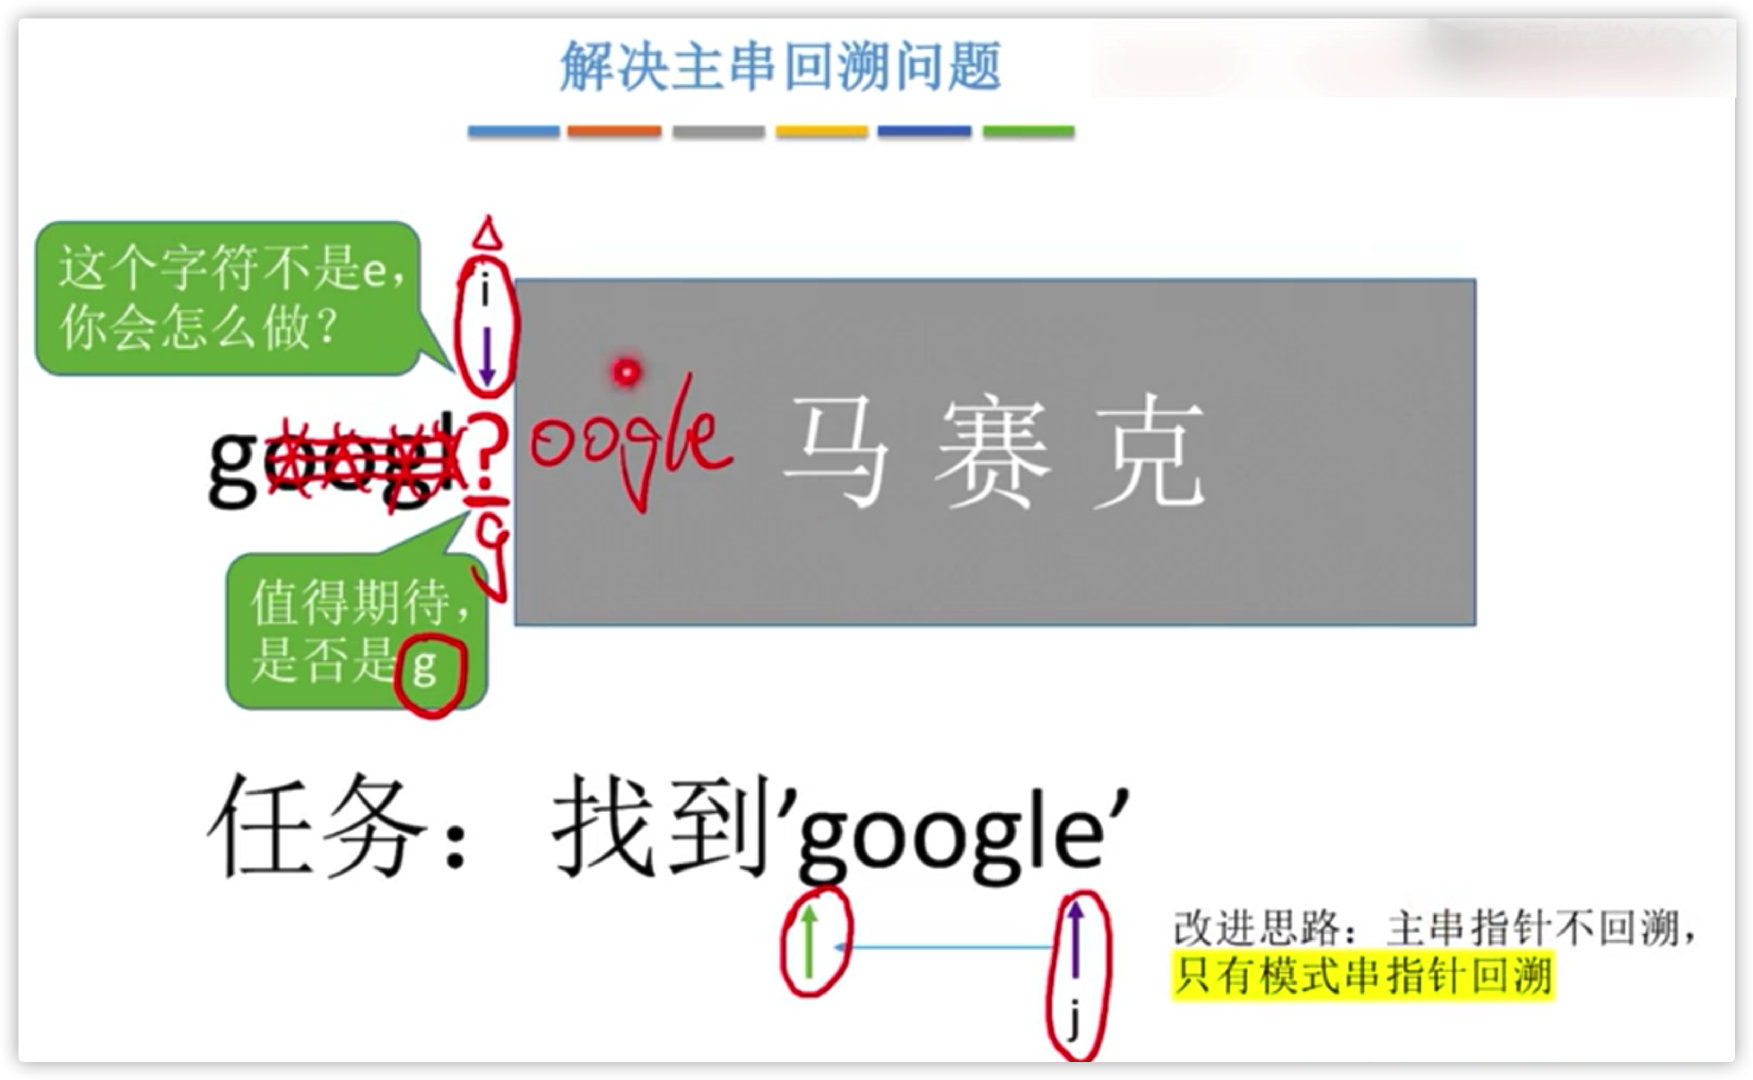 解决主串回溯问题
这个字符不是e，
你会怎么做？
i
googl? oogle 马赛克
g
值得期待，
是否是g
任务：找到’google’
改进思路：主串指针不回溯，
只有模式串指针回溯
j